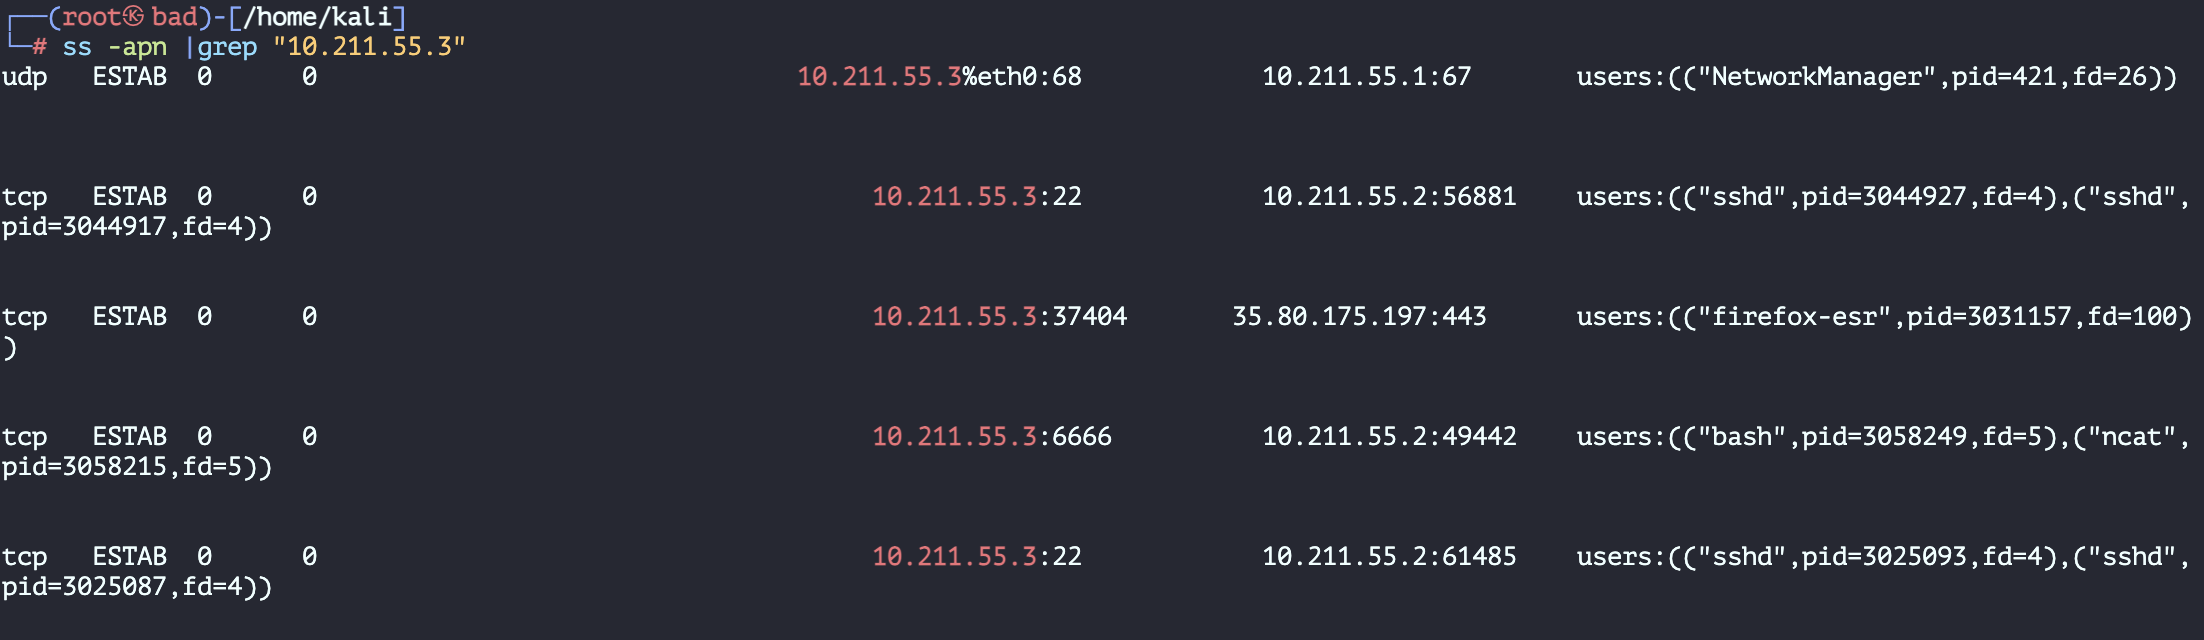 ┌──(root㉿bad)-[/home/kali]
└─# ss -apn |grep "10.211.55.3"
udp   ESTAB  0      0                                10.211.55.3%eth0:68            10.211.55.1:67       users:(("NetworkManager",pid=421,fd=26))
tcp   ESTAB  0      0                                     10.211.55.3:22            10.211.55.2:56881    users:(("sshd",pid=3044927,fd=4),("sshd",
pid=3044917,fd=4))
tcp   ESTAB  0      0                                     10.211.55.3:37404       35.80.175.197:443      users:(("firefox-esr",pid=3031157,fd=100)
)
tcp   ESTAB  0      0                                     10.211.55.3:6666          10.211.55.2:49442    users:(("bash",pid=3058249,fd=5),("ncat",
pid=3058215,fd=5))
tcp   ESTAB  0      0                                     10.211.55.3:22            10.211.55.2:61485    users:(("sshd",pid=3025093,fd=4),("sshd",
pid=3025087,fd=4))